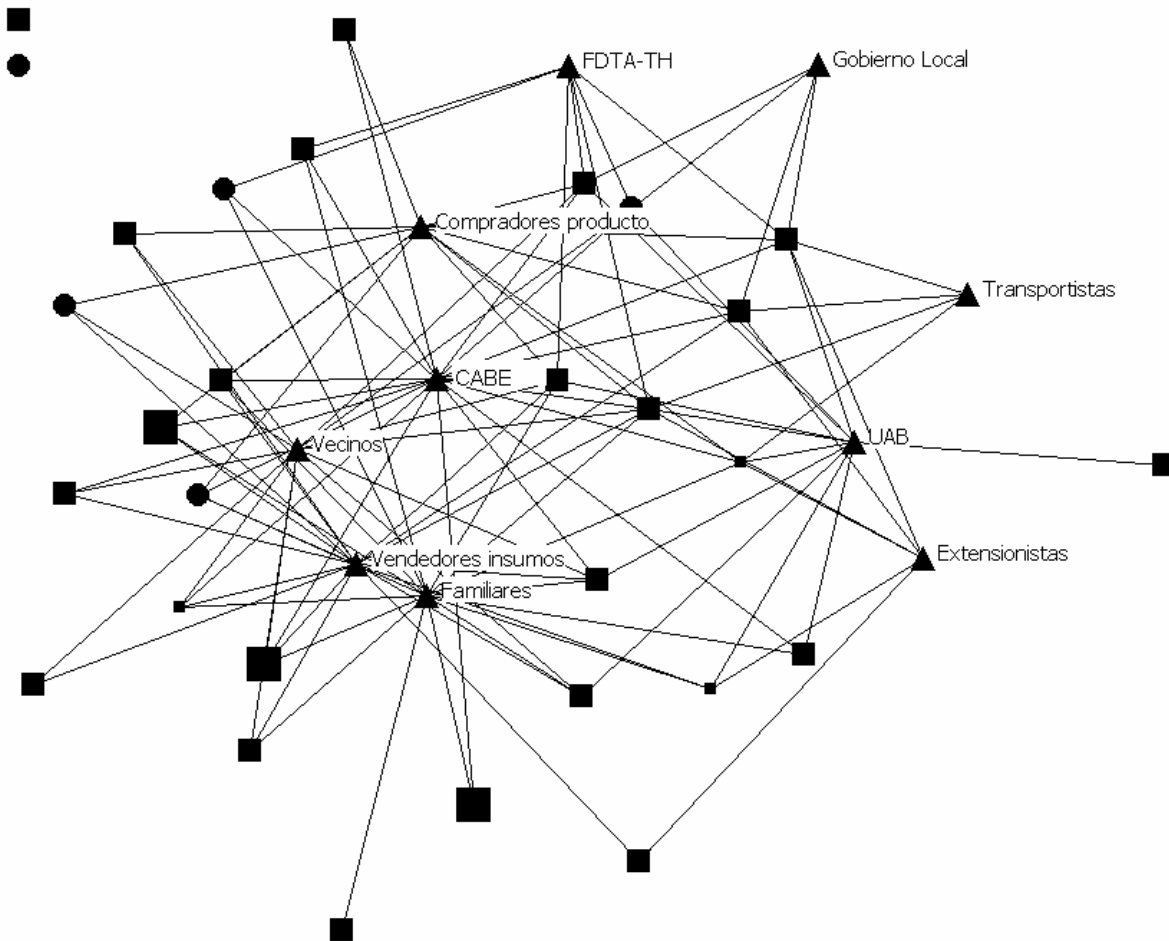 FDTA-TH
Gobierno Local
Compradores producto
Transportistas
CABE
Vecinos
UAB
Extensionistas
Vendedores insumos
Familiares